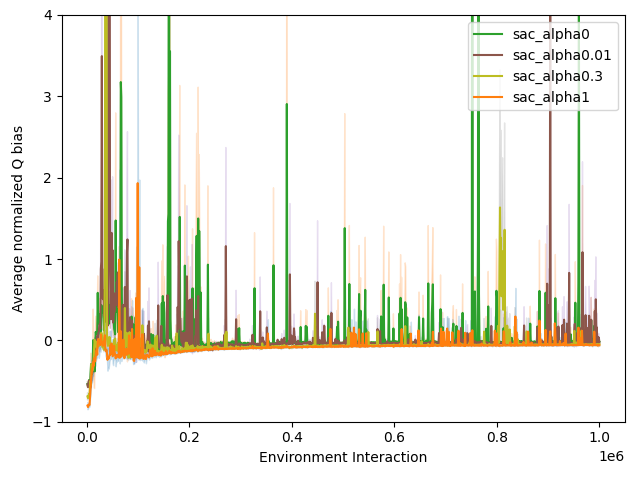 Average normalized Q bias
4
3
2
1
0
−1
sac_alpha0
sac_alpha0.01
sac_alpha0.3
sac_alpha1
0.0 0.2 0.4 0.6 0.8 1.0
1e6
Environment Interaction